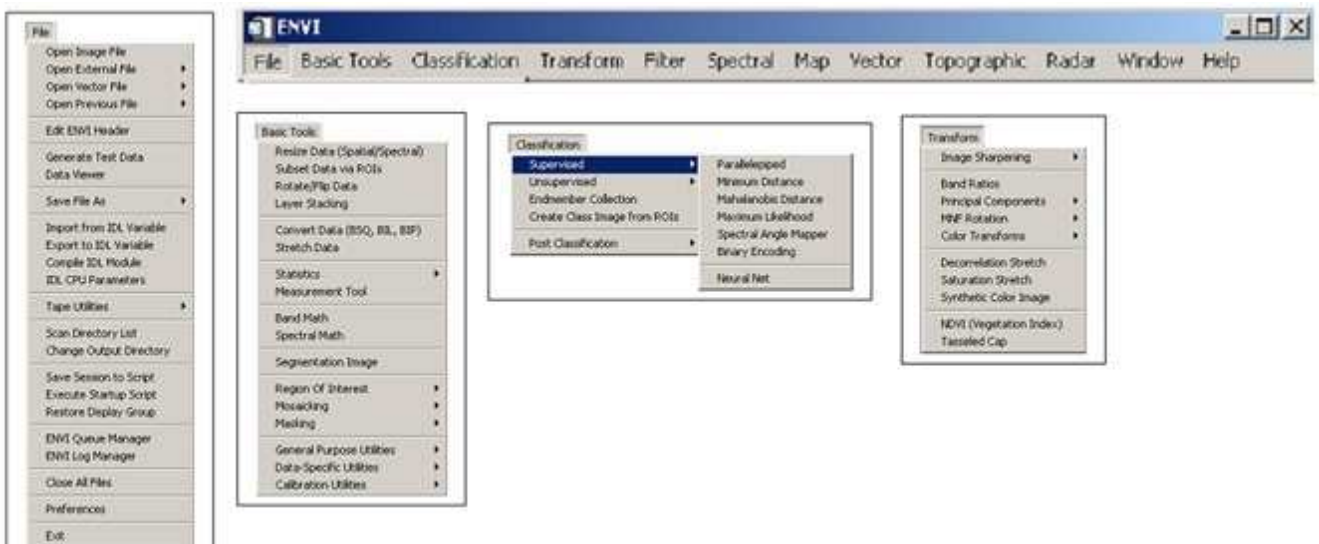 File
Open Image File
Open External File
Open Vector File
Open Previous File
Edit ENVI Header
Generate Test Data
Data Viewer
Save File As
Import from IDL Variable
Export to IDL Variable
Compile IDL Module
IDL CPU Parameters
Tape Utilities
Scan Directory List
Change Output Directory
Save Session to Script
Execute Startup Script
Restore Display Group
ENVI Queue Manager
ENVI Log Manager
Close All Files
Preferences
Exit
ENVI
File Basic Tools Classification Transform Filter Spectral Map Vector Topographic Radar Window Help
Basic Tools
Resize Data (Spatial/Spectral)
Subset Data via ROIs
Rotate/Flip Data
Layer Stacking
Convert Data (BSQ, BIL, BIP)
Stretch Data
Statistics
Measurement Tool
Band Math
Spectral Math
Segmentation Image
Region Of Interest
Mosaicking
Masking
General Purpose Utilities
Data-Specific Utilities
Calibration Utilities
Classification
Supervised
Unsupervised
Endmember Collection
Create Class Image from ROIs
Post Classification
Parallelepiped
Minimum Distance
Mahalanobis Distance
Maximum Likelihood
Spectral Angle Mapper
Binary Encoding
Neural Net
Transform
Image Sharpening
Band Ratios
Principal Components
MNF Rotation
Color Transforms
Decorrelation Stretch
Saturation Stretch
Synthetic Color Image
NDVI (Vegetation Index)
Tasseled Cap